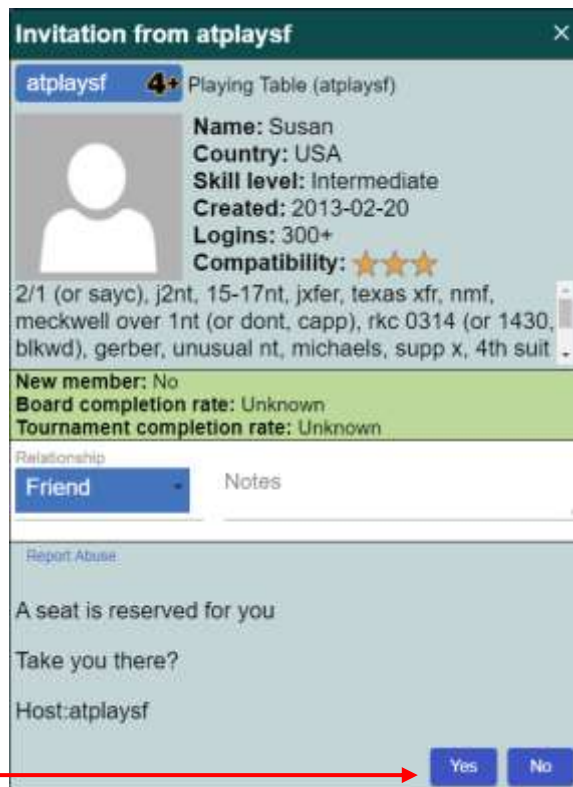 Invitation from atplaysf ×
atplaysf 4+ Playing Table (atplaysf)
Name: Susan
Country: USA
Skill level: Intermediate
Created: 2013-02-20
Logins: 300+
Compatibility:
2/1 (or sayc), j2nt, 15-17nt, jxfer, texas xfr, nmf,
meckwell over 1nt (or dont, capp), rkc 0314 (or 1430,
blkwd), gerber, unusual nt, michaels, supp x, 4th suit
New member: No
Board completion rate: Unknown
Tournament completion rate: Unknown
Relationship
Friend Notes
Report Abuse
A seat is reserved for you
Take you there?
Host:atplaysf
Yes No